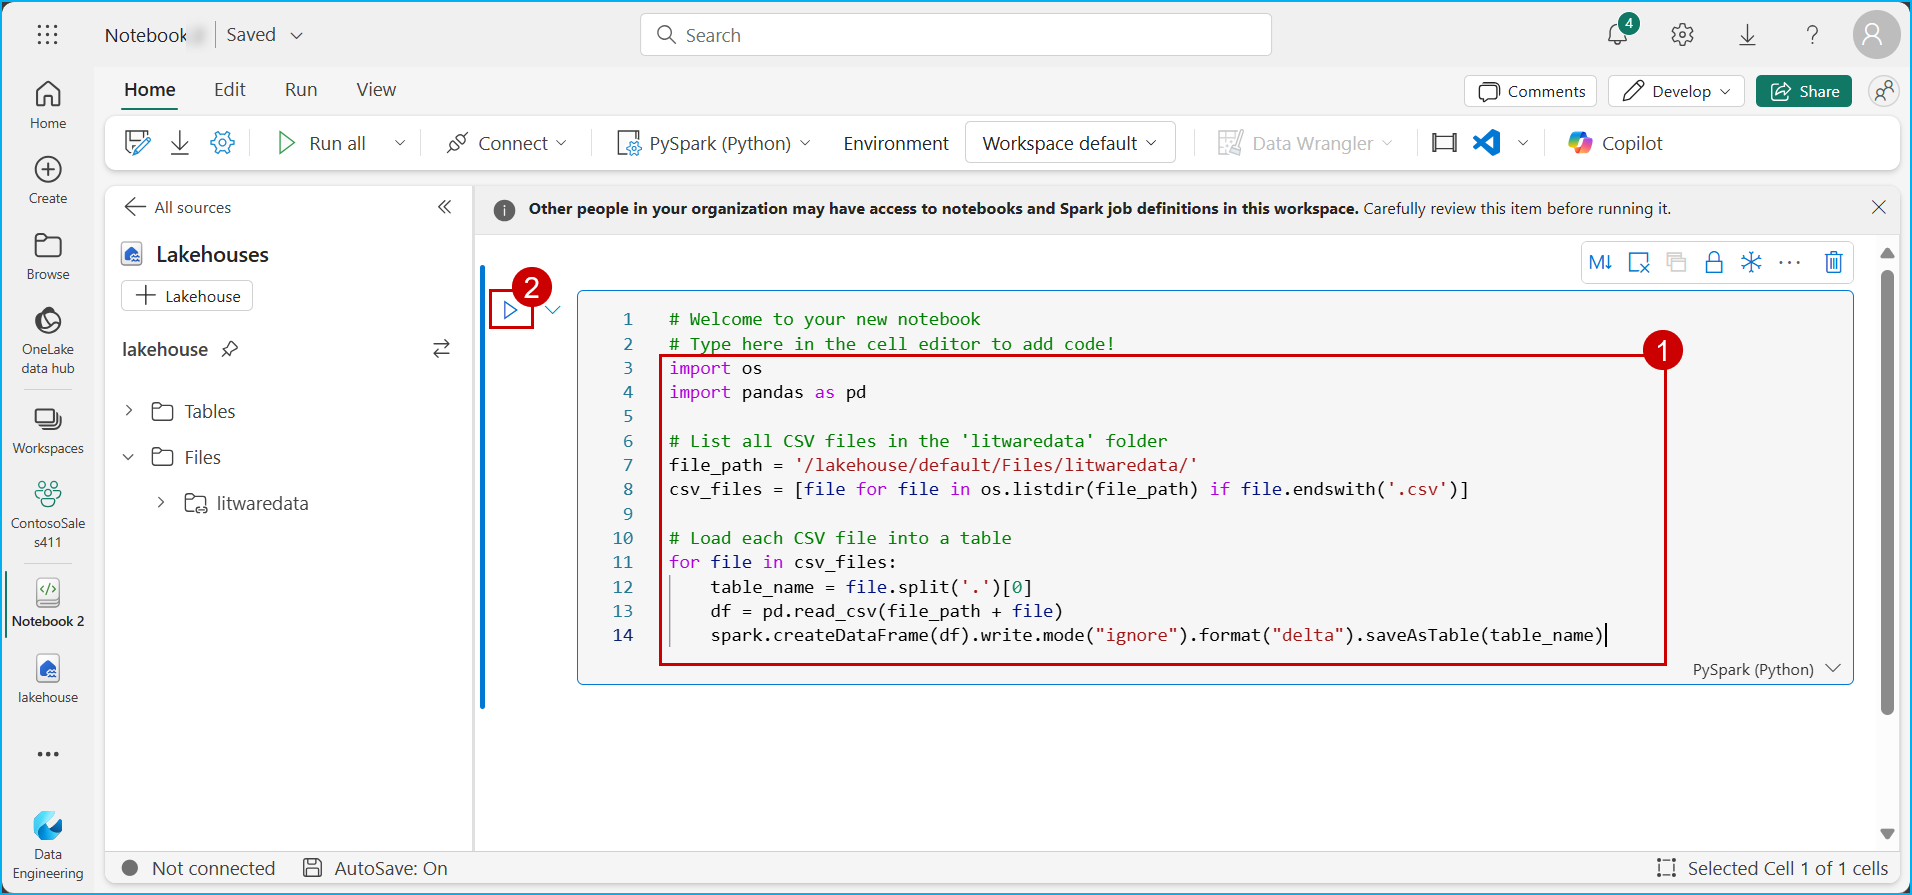 Notebook
Saved
Search
4
Home
Edit
Run
View
Comments
Develop
Share
Run all
Connect
PySpark (Python)
Environment
Workspace default
Data Wrangler
Copilot
Home
Create
Browse
OneLake
data hub
Workspaces
ContosoSale
s411
Notebook 2
lakehouse
Data
Engineering
All sources
Lakehouses
Lakehouse
lakehouse
Tables
Files
litwaredata
Other people in your organization may have access to notebooks and Spark job definitions in this workspace. Carefully review this item before running it.
M↓
2
1
1 # Welcome to your new notebook
2 # Type here in the cell editor to add code!
3 import os
4 import pandas as pd
5
6 # List all CSV files in the 'litwaredata' folder
7 file_path = '/lakehouse/default/Files/litwaredata/'
8 csv_files = [file for file in os.listdir(file_path) if file.endswith('.csv')]
9
10 # Load each CSV file into a table
11 for file in csv_files:
12 table_name = file.split('.')[0]
13 df = pd.read_csv(file_path + file)
14 spark.createDataFrame(df).write.mode("ignore").format("delta").saveAsTable(table_name)
PySpark (Python)
Not connected
AutoSave: On
Selected Cell 1 of 1 cells